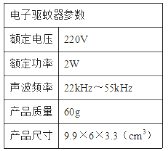 电子驱蚊器参数
额定电压 220V
额定功率 2W
声波频率 22kHz～55kHz
产品质量 60g
产品尺寸 9.9×6×3.3（cm³）